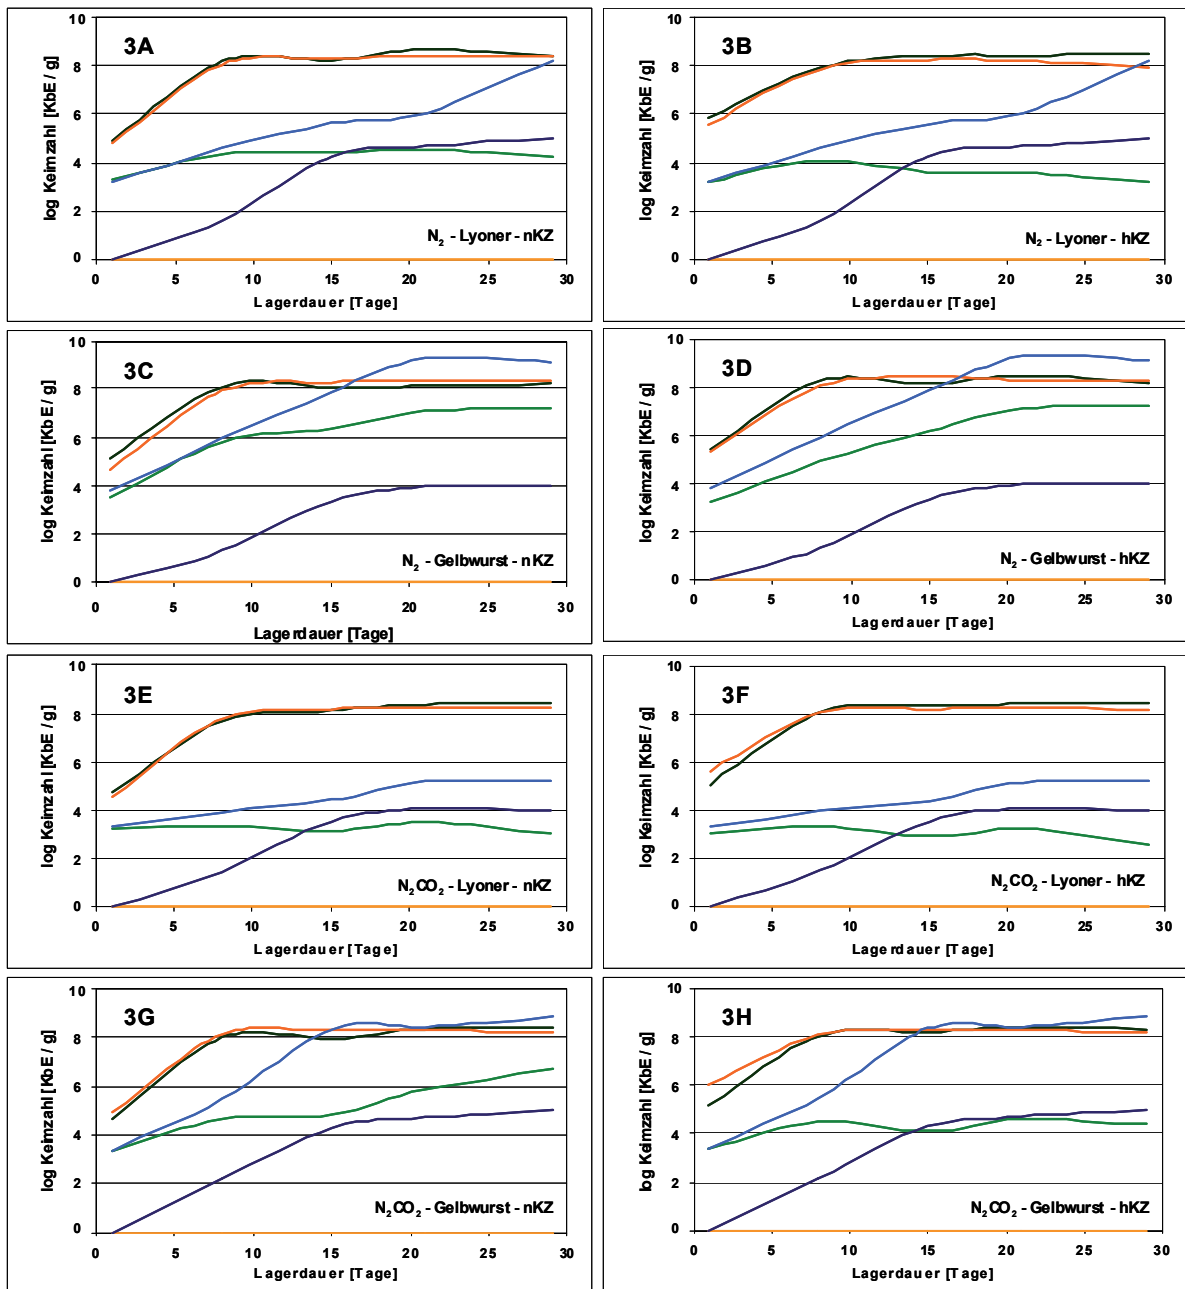 3A
log Keimzahl [KbE / g]
10
8
6
4
2
0
N₂ - Lyoner - nKZ
0 5 10 15 20 25 30
Lagerdauer [Tage]
3B
log Keimzahl [KbE / g]
10
8
6
4
2
0
N₂ - Lyoner - hKZ
0 5 10 15 20 25 30
Lagerdauer [Tage]
3C
log Keimzahl [KbE / g]
10
8
6
4
2
0
N₂ - Gelbwurst - nKZ
0 5 10 15 20 25 30
Lagerdauer [Tage]
3D
log Keimzahl [KbE / g]
10
8
6
4
2
0
N₂ - Gelbwurst - hKZ
0 5 10 15 20 25 30
Lagerdauer [Tage]
3E
log Keimzahl [KbE / g]
10
8
6
4
2
0
N₂CO₂ - Lyoner - nKZ
0 5 10 15 20 25 30
Lagerdauer [Tage]
3F
log Keimzahl [KbE / g]
10
8
6
4
2
0
N₂CO₂ - Lyoner - hKZ
0 5 10 15 20 25 30
Lagerdauer [Tage]
3G
log Keimzahl [KbE / g]
10
8
6
4
2
0
N₂CO₂ - Gelbwurst - nKZ
0 5 10 15 20 25 30
Lagerdauer [Tage]
3H
log Keimzahl [KbE / g]
10
8
6
4
2
0
N₂CO₂ - Gelbwurst - hKZ
0 5 10 15 20 25 30
Lagerdauer [Tage]